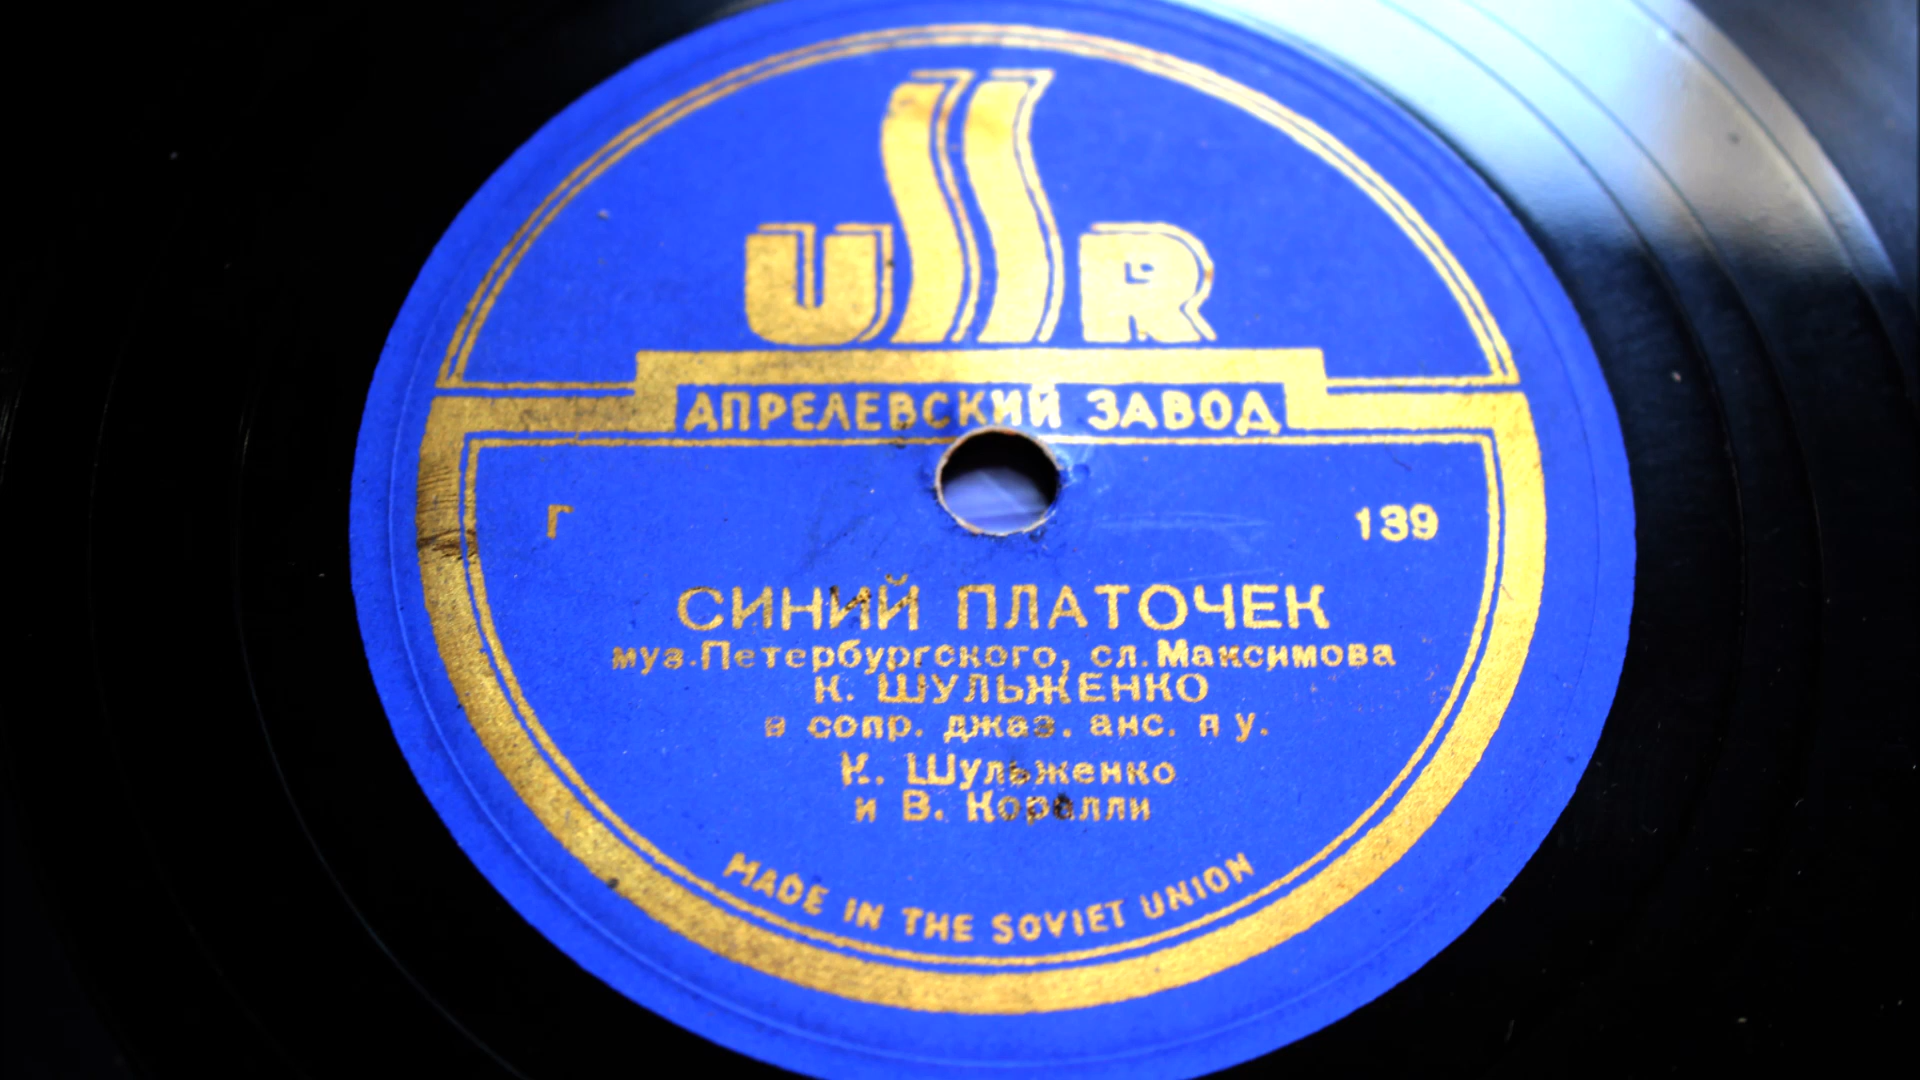 USSR
АПРЕЛЕВСКИЙ ЗАВОД
Г 139
СИНИЙ ПЛАТОЧЕК
муз. Петербургского, сл. Максимова
К. ШУЛЬЖЕНКО
в сопр. джаз. анс. п у.
К. Шульженко
и В. Коралли
MADE IN THE SOVIET UNION